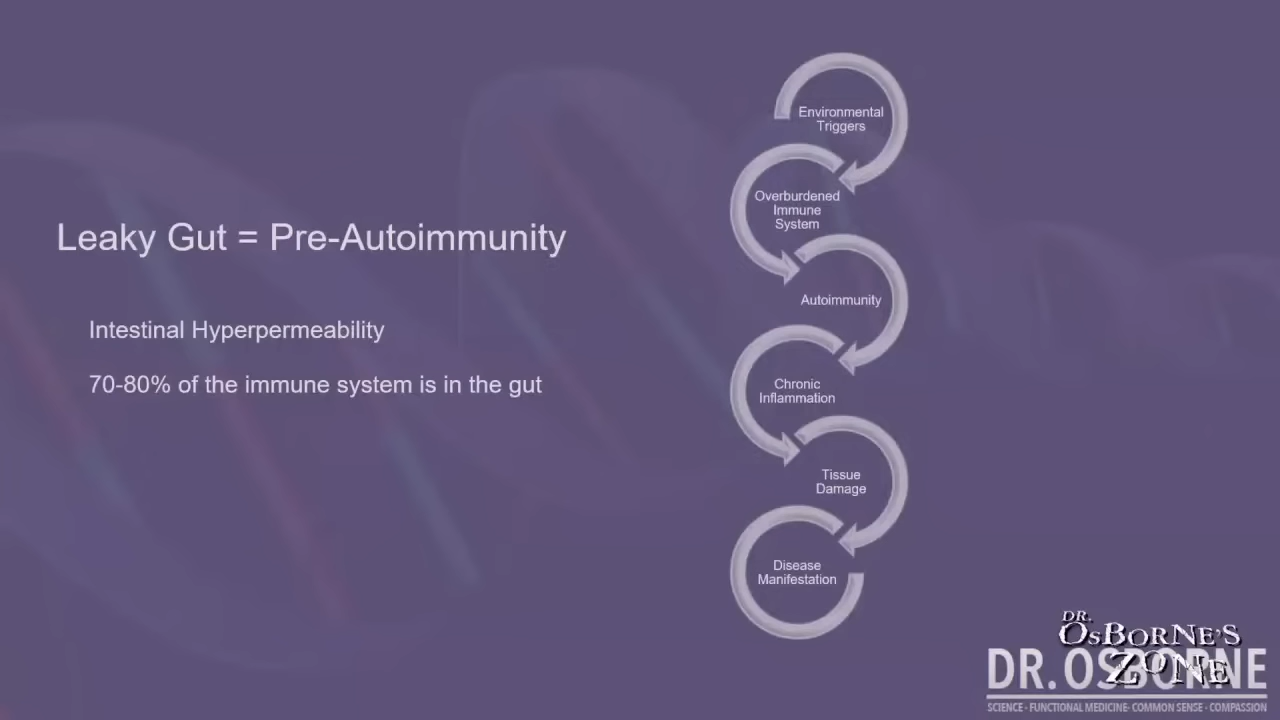 Leaky Gut = Pre-Autoimmunity
Intestinal Hyperpermeability
70-80% of the immune system is in the gut
Environmental
Triggers
Overburdened
Immune
System
Autoimmunity
Chronic
Inflammation
Tissue
Damage
Disease
Manifestation
DR.
OSBORNE'S
ZONE
DR. OSBORNE
SCIENCE - FUNCTIONAL MEDICINE - COMMON SENSE - COMPASSION